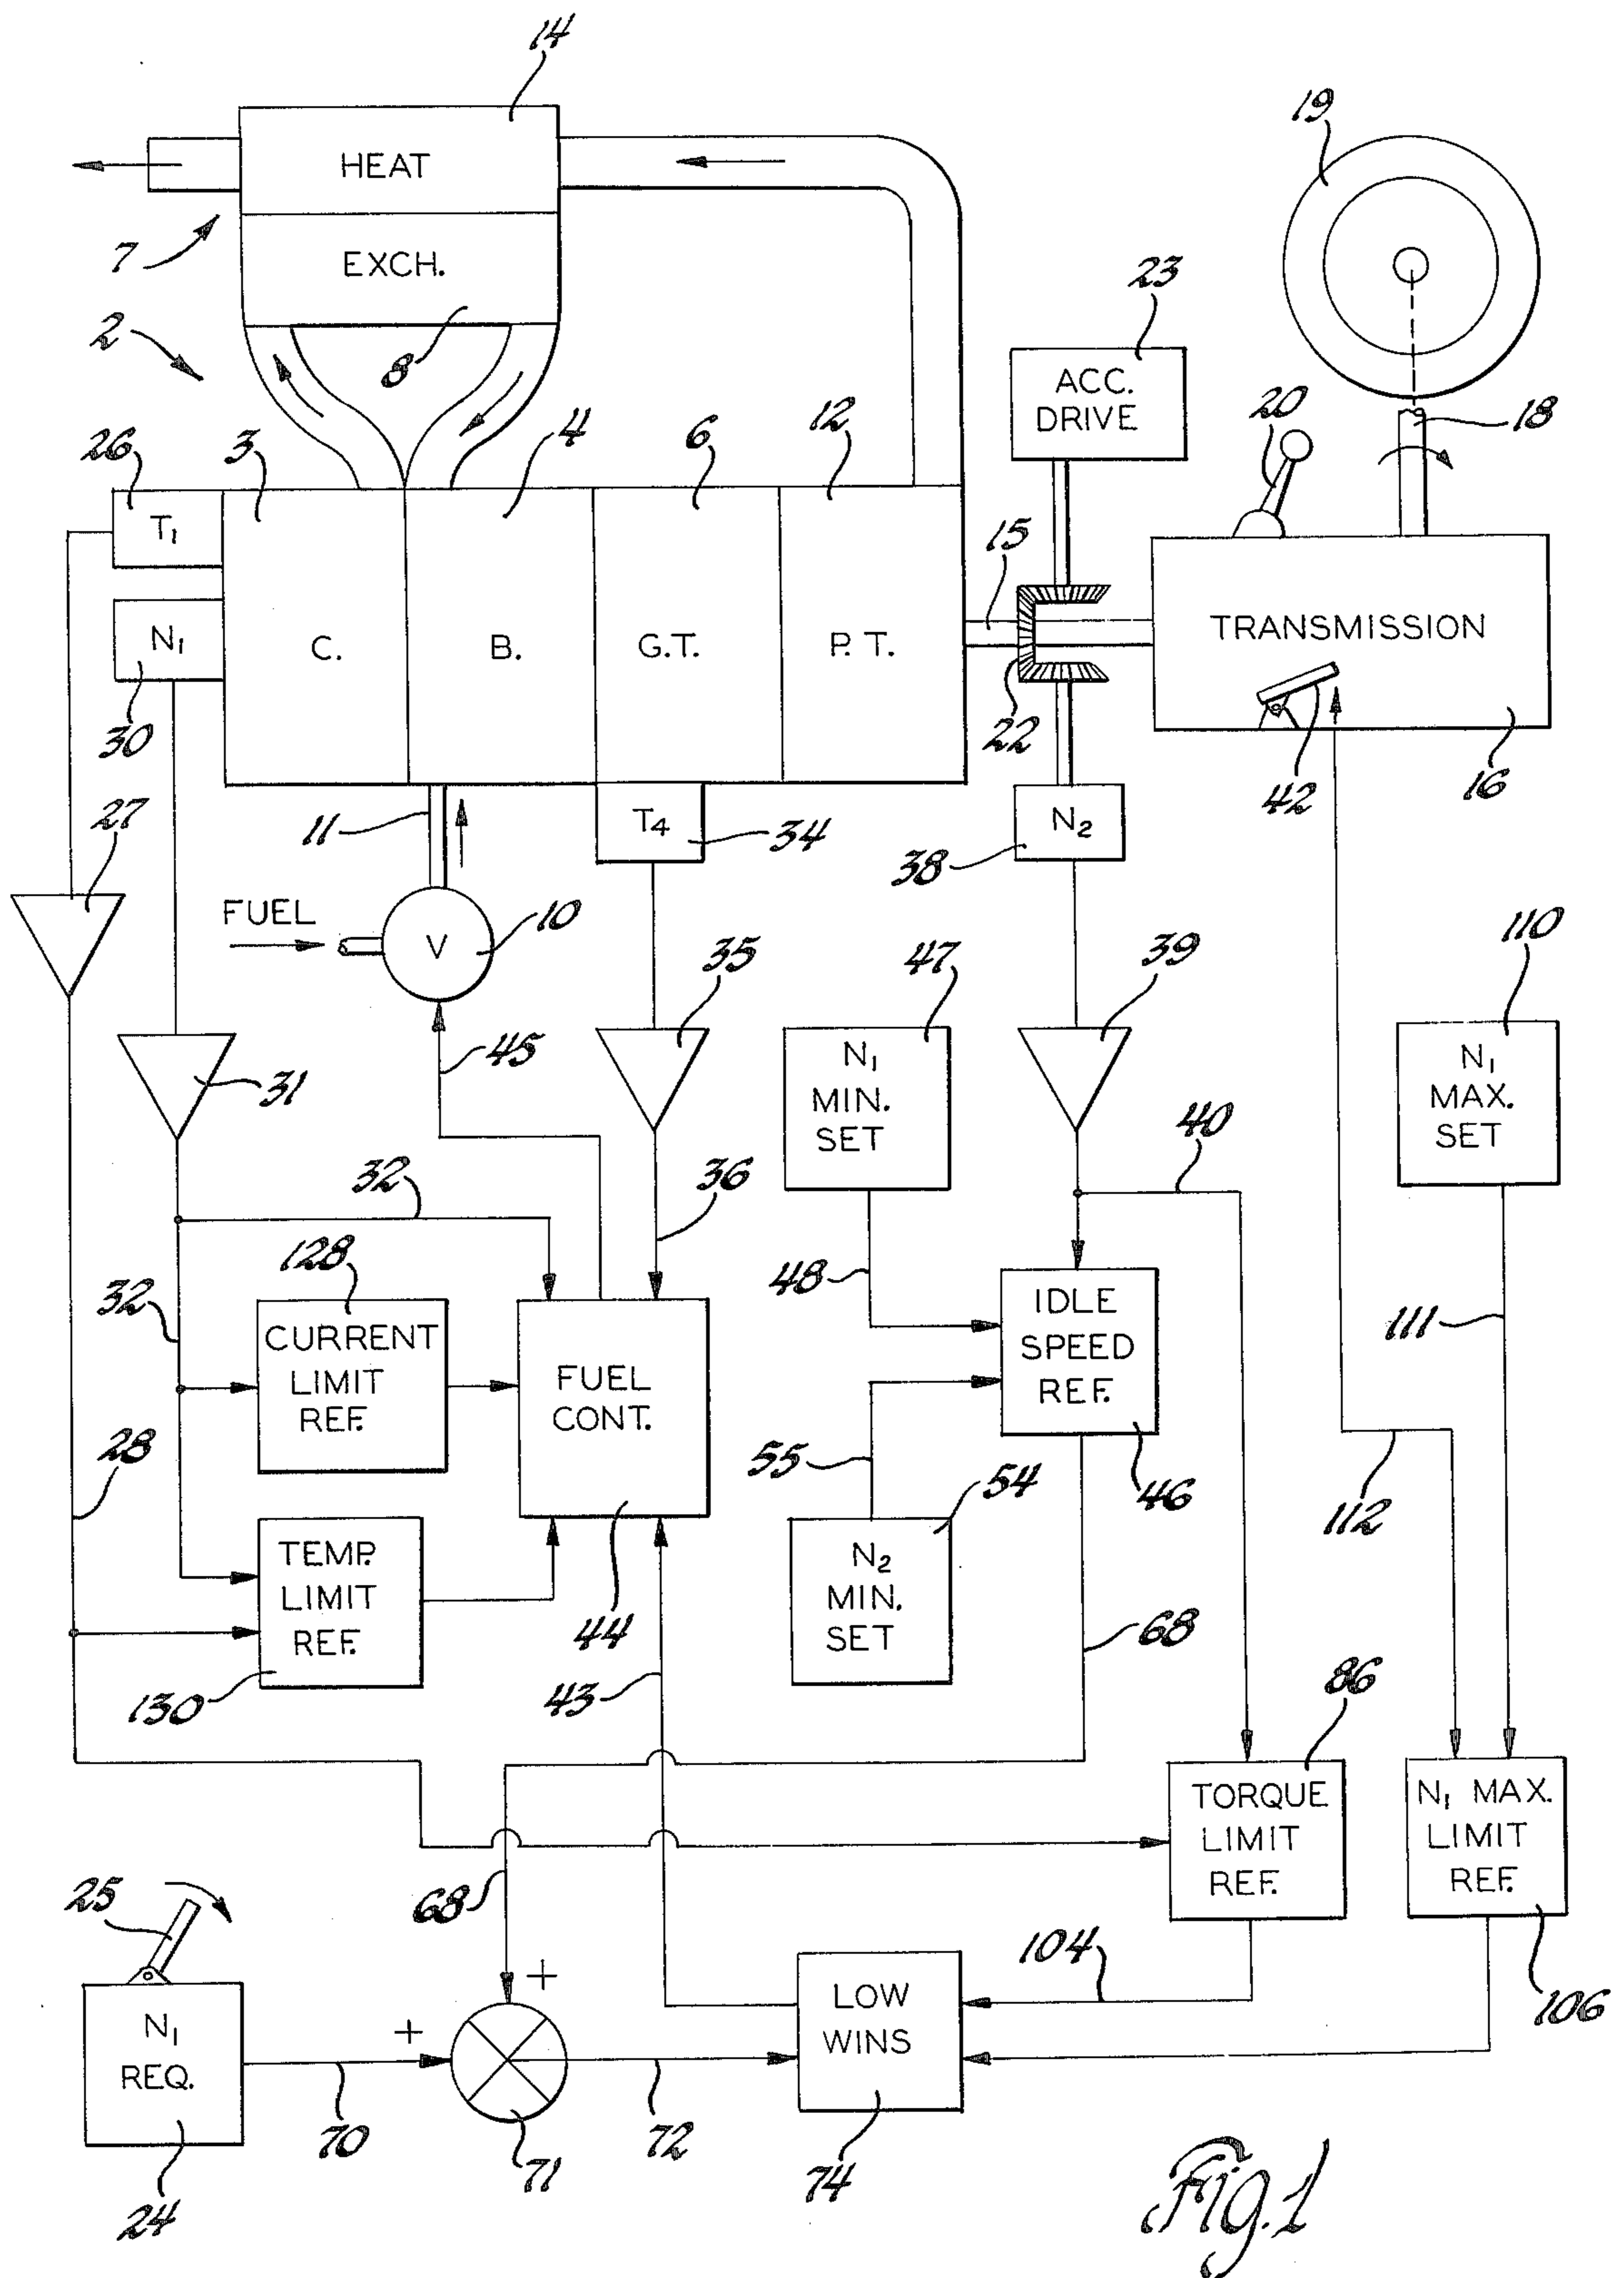 14
19
HEAT
7
EXCH.
23
2
8
ACC.
DRIVE
20
18
26
3
4
6
12
T1
15
N1
C.
B.
G.T.
P.T.
TRANSMISSION
30
22
42
16
27
11
T4
34
N2
38
FUEL
V
10
35
47
39
110
45
N1
MIN.
SET
N1
MAX.
SET
31
40
32
36
128
48
32
CURRENT
LIMIT
REF.
FUEL
CONT.
IDLE
SPEED
REF.
111
28
55
54
46
112
TEMP.
LIMIT
REF.
44
N2
MIN.
SET
68
130
43
86
TORQUE
LIMIT
REF.
N1 MAX.
LIMIT
REF.
25
68
104
+
LOW
WINS
106
N1
REQ.
+
70
71
72
74
24
Fig. 1